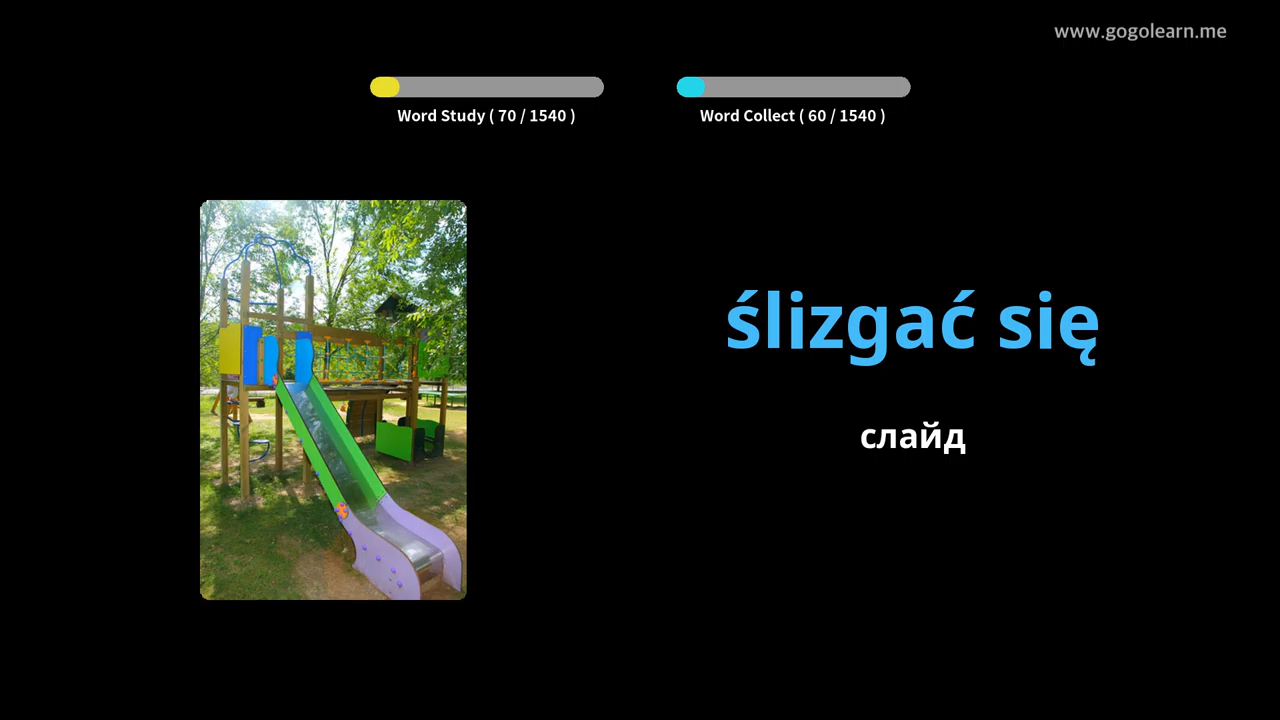 www.gogolearn.me
Word Study ( 70 / 1540 )
Word Collect ( 60 / 1540 )
ślizgać się
слайд